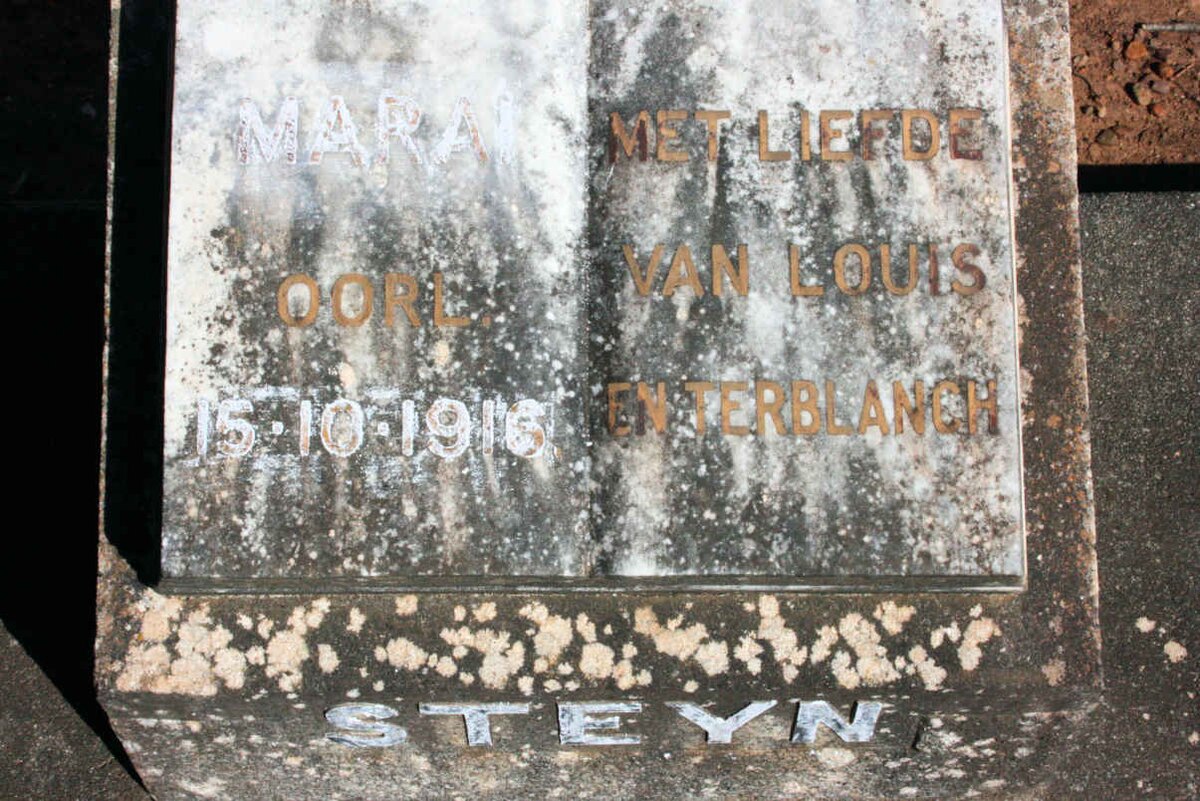 MARAI
OORL.
15·10·1916
MET LIEFDE
VAN LOUIS
EN TERBLANCH
STEYN